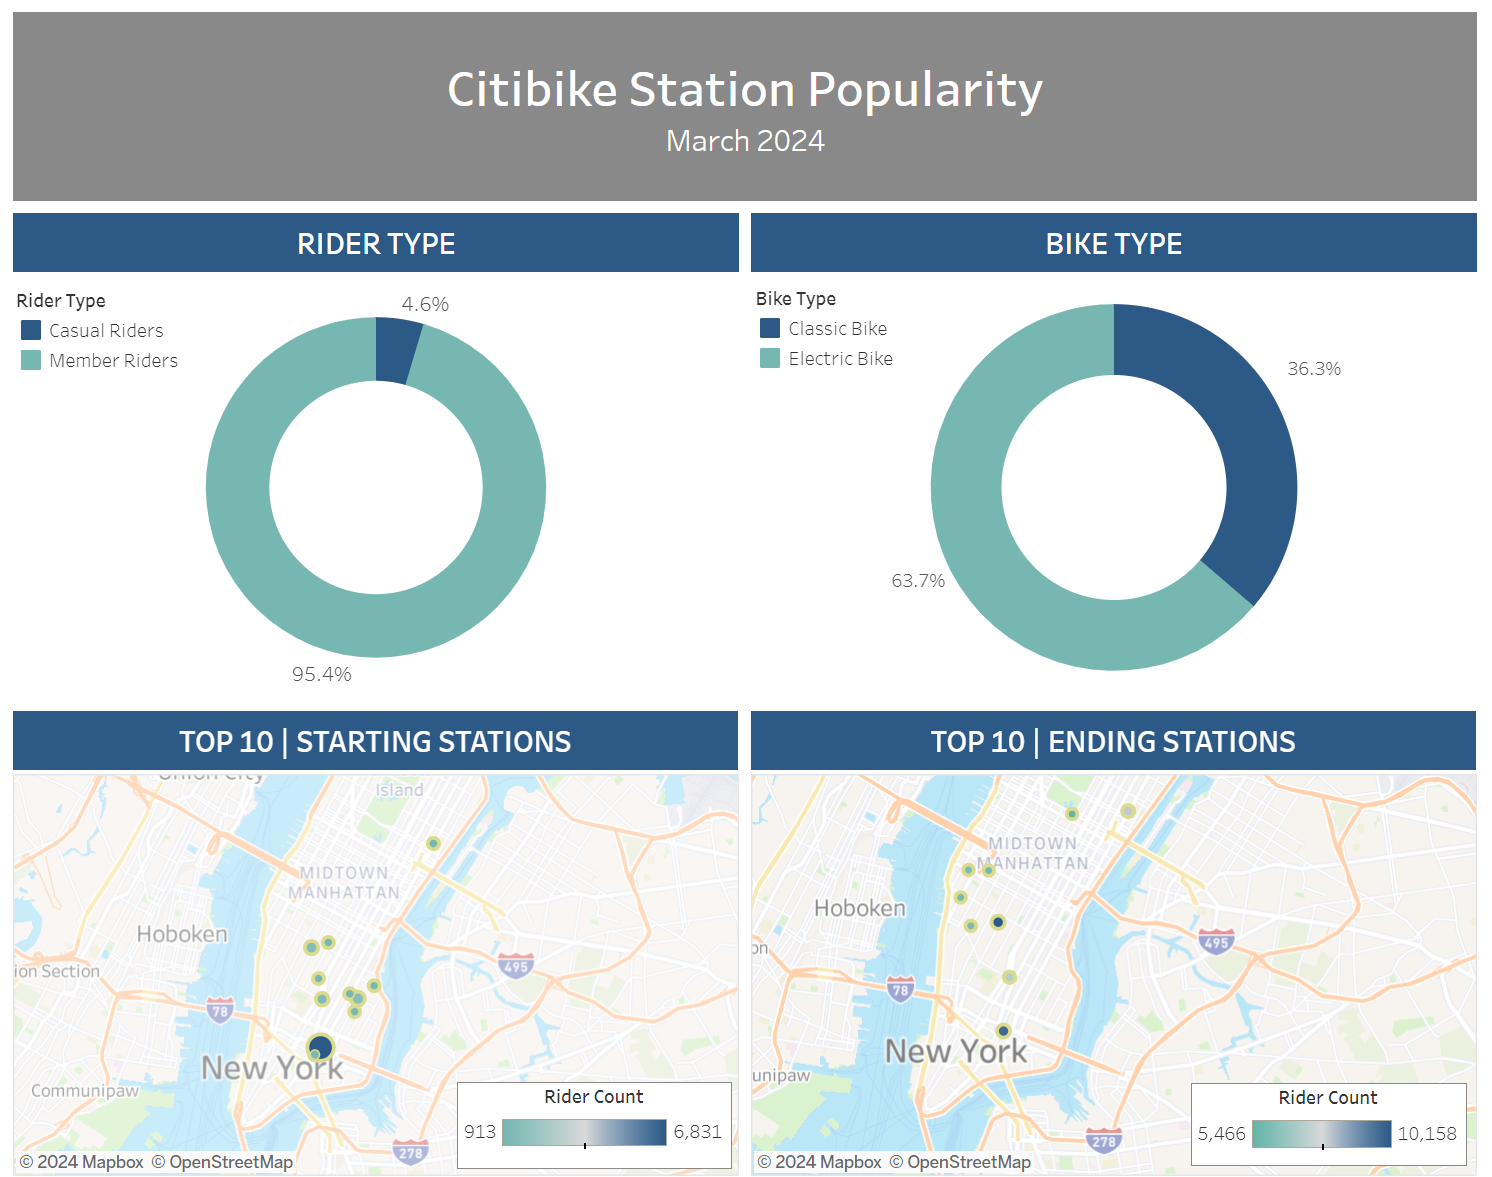 Citibike Station Popularity
March 2024
RIDER TYPE
BIKE TYPE
Rider Type
Casual Riders
Member Riders
4.6%
95.4%
Bike Type
Classic Bike
Electric Bike
36.3%
63.7%
TOP 10 | STARTING STATIONS
TOP 10 | ENDING STATIONS
Union City
Island
MIDTOWN
MANHATTAN
Hoboken
ion Section
495
78
New York
Communipaw
278
Rider Count
913
6,831
© 2024 Mapbox © OpenStreetMap
MIDTOWN
MANHATTAN
Hoboken
on
495
78
New York
unipaw
278
Rider Count
5,466
10,158
© 2024 Mapbox © OpenStreetMap